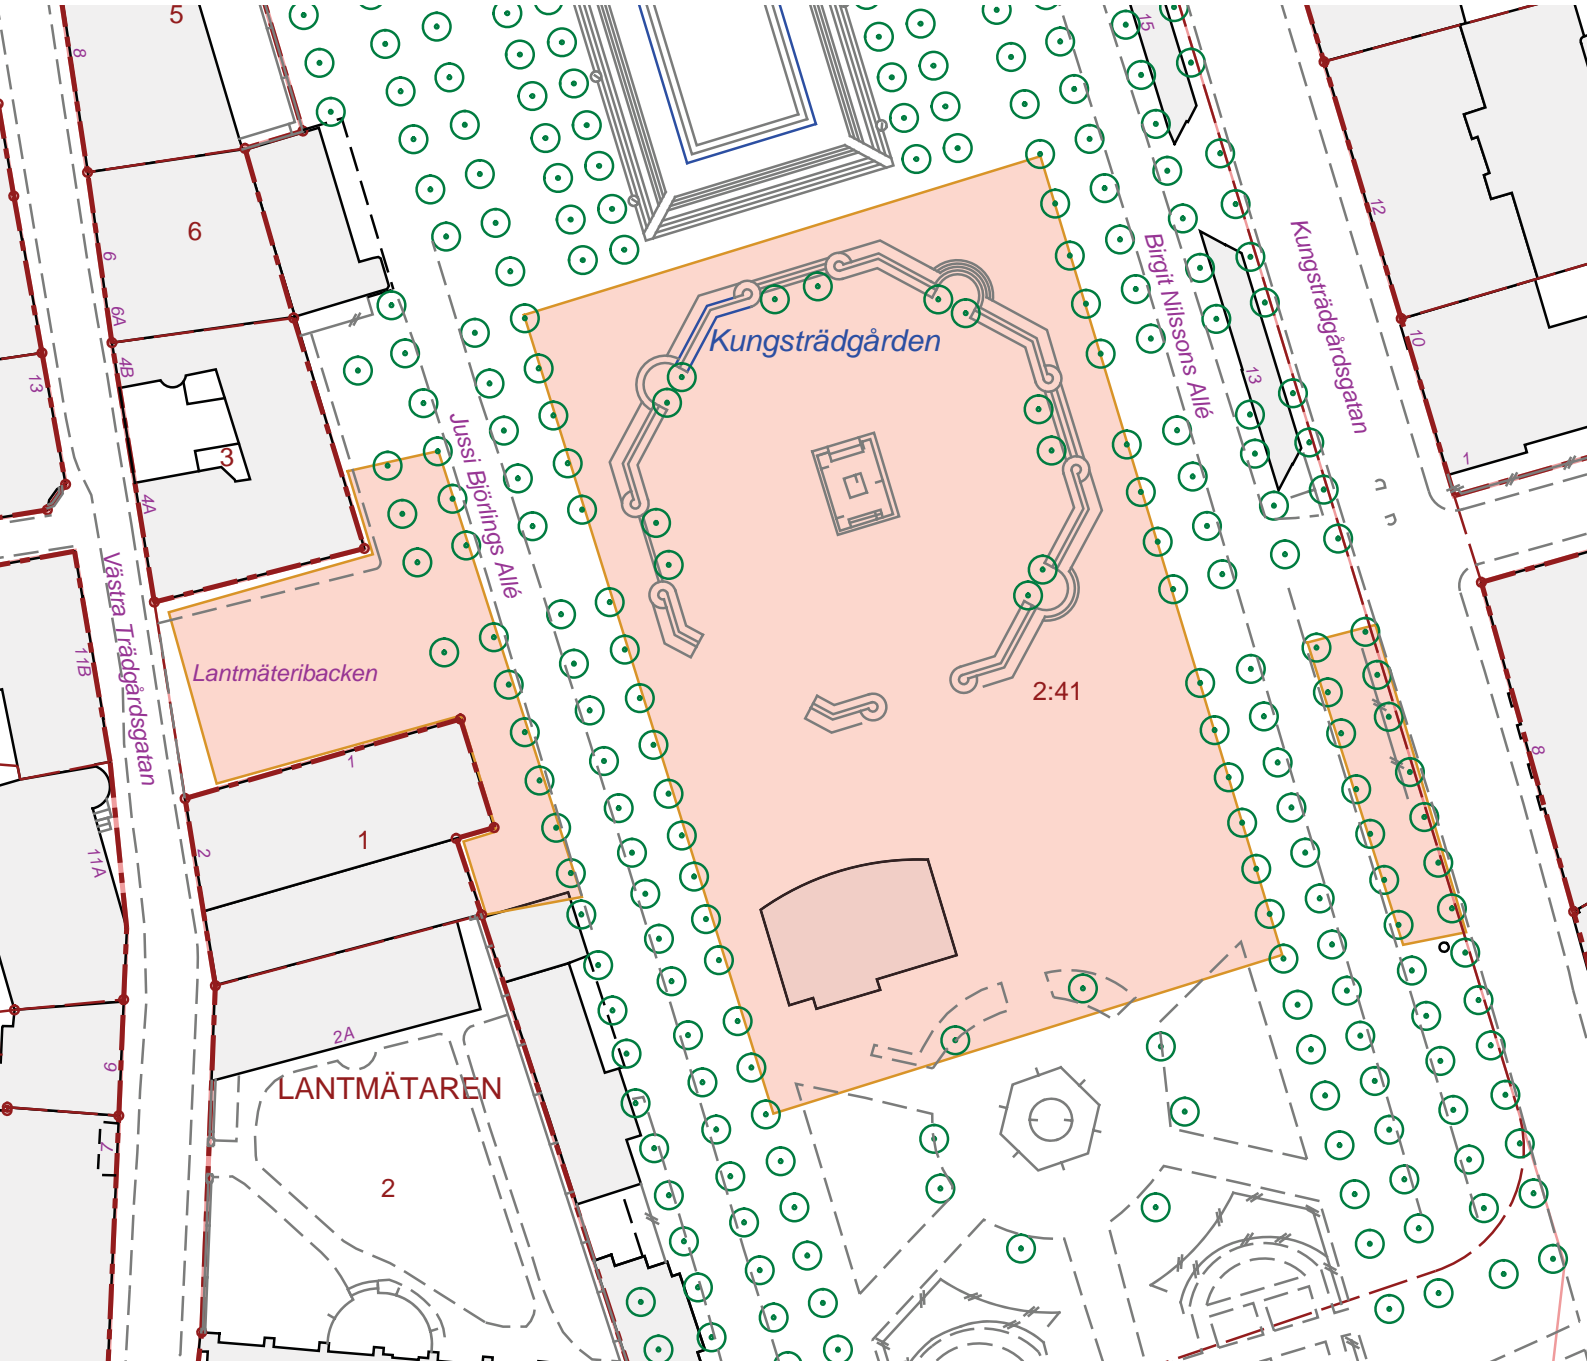 5
8
15
6
6
12
Kungsträdgårdsgatan
Birgit Nilssons Allé
6A
4B
13
Kungsträdgården
10
13
3
1
4A
Jussi Björlings Allé
Västra Trädgårdsgatan
11B
Lantmäteribacken
2:41
8
1
1
2
11A
2A
9
LANTMÄTAREN
7
2